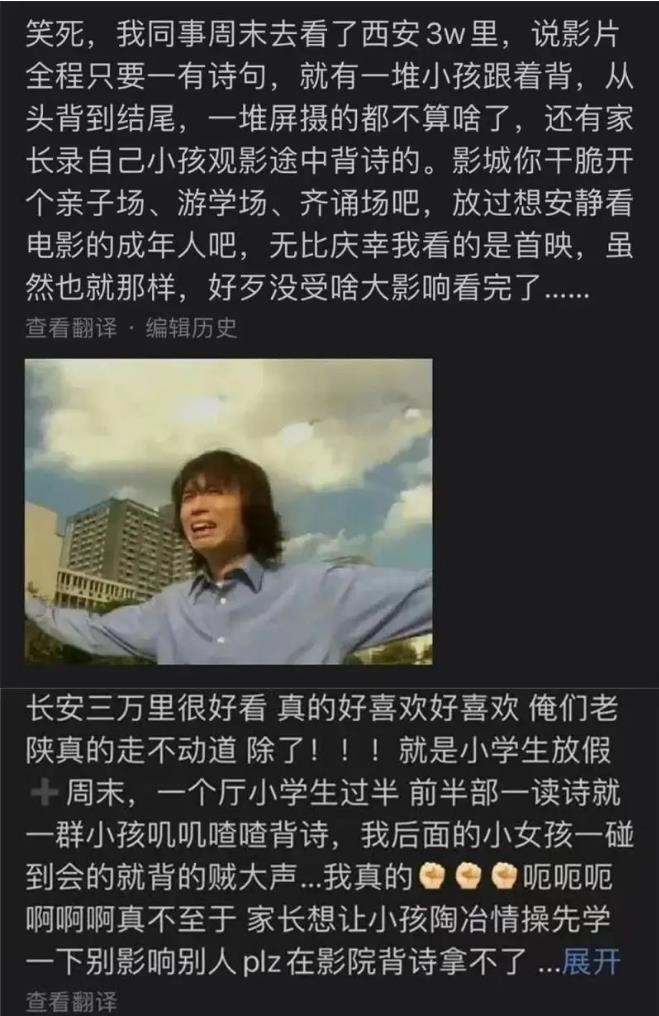 笑死，我同事周末去看了西安3w里，说影片
全程只要一有诗句，就有一堆小孩跟着背，从
头背到结尾，一堆屏摄的都不算啥了，还有家
长录自己小孩观影途中背诗的。影城你干脆开
个亲子场、游学场、齐诵场吧，放过想安静看
电影的成年人吧，无比庆幸我看的是首映，虽
然也就那样，好歹没受啥大影响看完了......
查看翻译 · 编辑历史
长安三万里很好看 真的好喜欢好喜欢 俺们老
陕真的走不动道 除了！！！就是小学生放假
➕周末，一个厅小学生过半 前半部一读诗就
一群小孩叽叽喳喳背诗，我后面的小女孩一碰
到会的就背的贼大声...我真的✊🏻✊🏻✊🏻呃呃呃
啊啊啊真不至于 家长想让小孩陶冶情操先学
一下别影响别人plz在影院背诗拿不了 ...展开
查看翻译